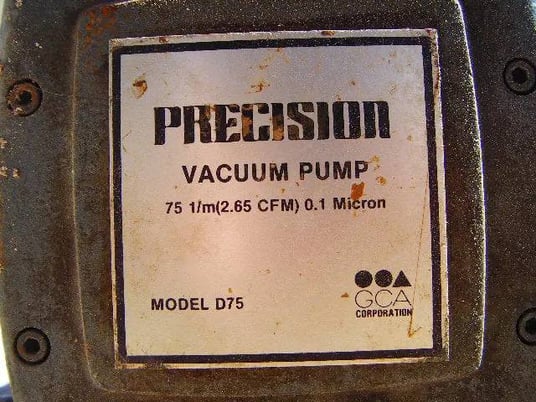 PRECISION
VACUUM PUMP
75 1/m(2.65 CFM) 0.1 Micron
MODEL D75
GCA
CORPORATION